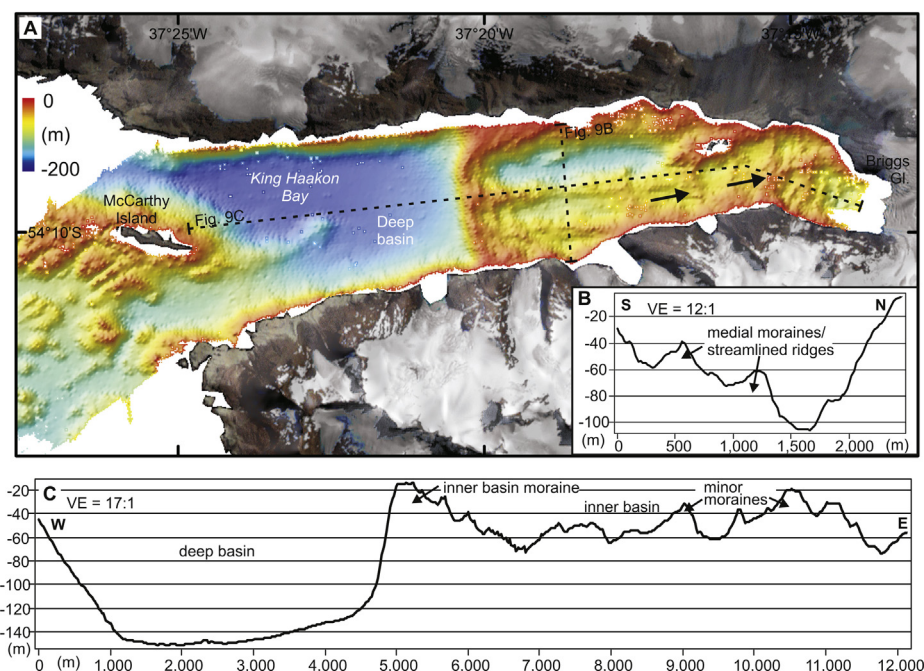 A
37°25'W
37°20'W
37°15'W
0
(m)
-200
Fig. 9B
Briggs
Gl.
King Haakon
Bay
McCarthy
Island
Fig. 9C
Deep
basin
54°10'S
B
S
VE = 12:1
N
-20
medial moraines/
streamlined ridges
-40
-60
-80
-100
(m)
0
500
1,000
1,500
2,000
(m)
C
-20
VE = 17:1
inner basin moraine
minor
moraines
inner basin
-40
W
E
deep basin
-60
-80
-100
-120
-140
(m)
0
(m)
1.000
2.000
3.000
4.000
5.000
6.000
7.000
8.000
9,000
10,000
11,000
12.000